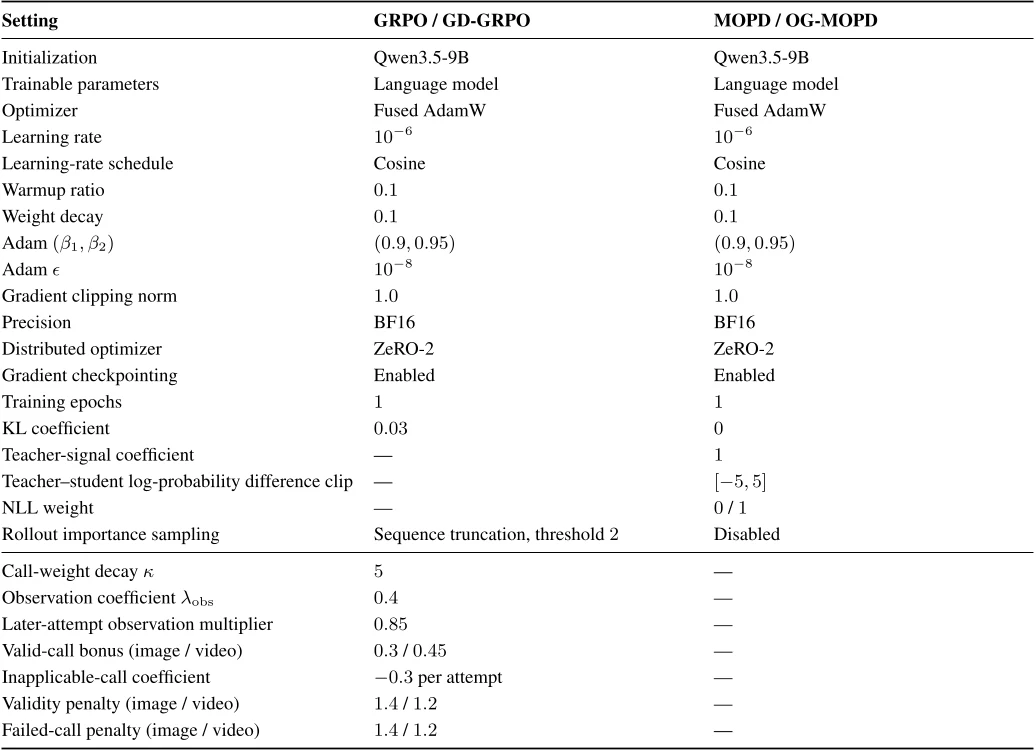 Setting GRPO / GD-GRPO MOPD / OG-MOPD
Initialization Qwen3.5-9B Qwen3.5-9B
Trainable parameters Language model Language model
Optimizer Fused AdamW Fused AdamW
Learning rate 10⁻⁶ 10⁻⁶
Learning-rate schedule Cosine Cosine
Warmup ratio 0.1 0.1
Weight decay 0.1 0.1
Adam (β₁, β₂) (0.9, 0.95) (0.9, 0.95)
Adam ϵ 10⁻⁸ 10⁻⁸
Gradient clipping norm 1.0 1.0
Precision BF16 BF16
Distributed optimizer ZeRO-2 ZeRO-2
Gradient checkpointing Enabled Enabled
Training epochs 1 1
KL coefficient 0.03 0
Teacher-signal coefficient — 1
Teacher–student log-probability difference clip — [−5, 5]
NLL weight — 0 / 1
Rollout importance sampling Sequence truncation, threshold 2 Disabled
Call-weight decay κ 5 —
Observation coefficient λobs 0.4 —
Later-attempt observation multiplier 0.85 —
Valid-call bonus (image / video) 0.3 / 0.45 —
Inapplicable-call coefficient −0.3 per attempt —
Validity penalty (image / video) 1.4 / 1.2 —
Failed-call penalty (image / video) 1.4 / 1.2 —